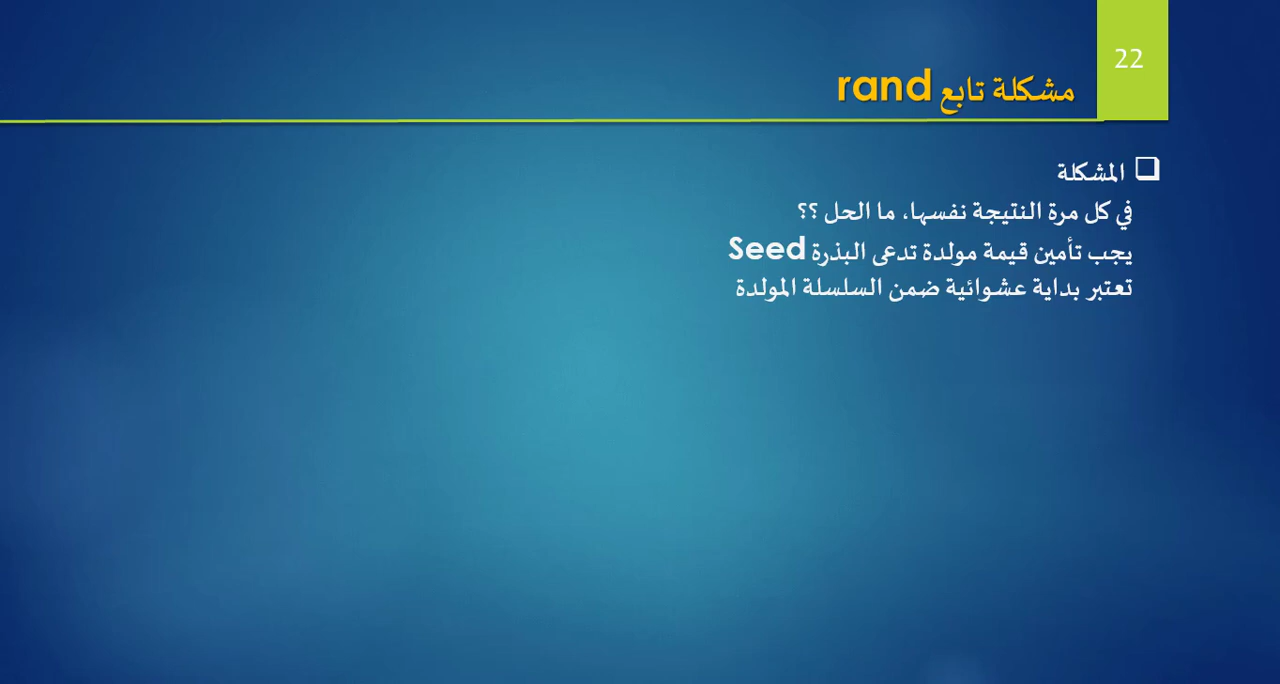 22
مشكلة تابع rand
❑ المشكلة
في كل مرة النتيجة نفسها، ما الحل ؟؟
يجب تأمين قيمة مولدة تدعى البذرة Seed
تعتبر بداية عشوائية ضمن السلسلة المولدة